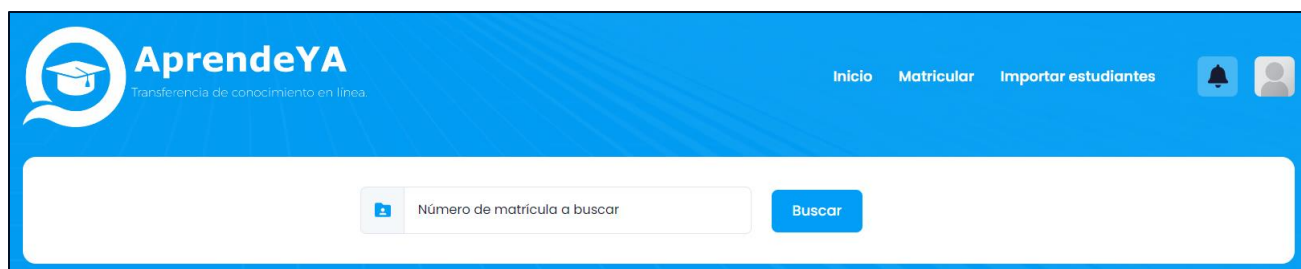 AprendeYA
Transferencia de conocimiento en línea.
Inicio Matricular Importar estudiantes
Número de matrícula a buscar
Buscar